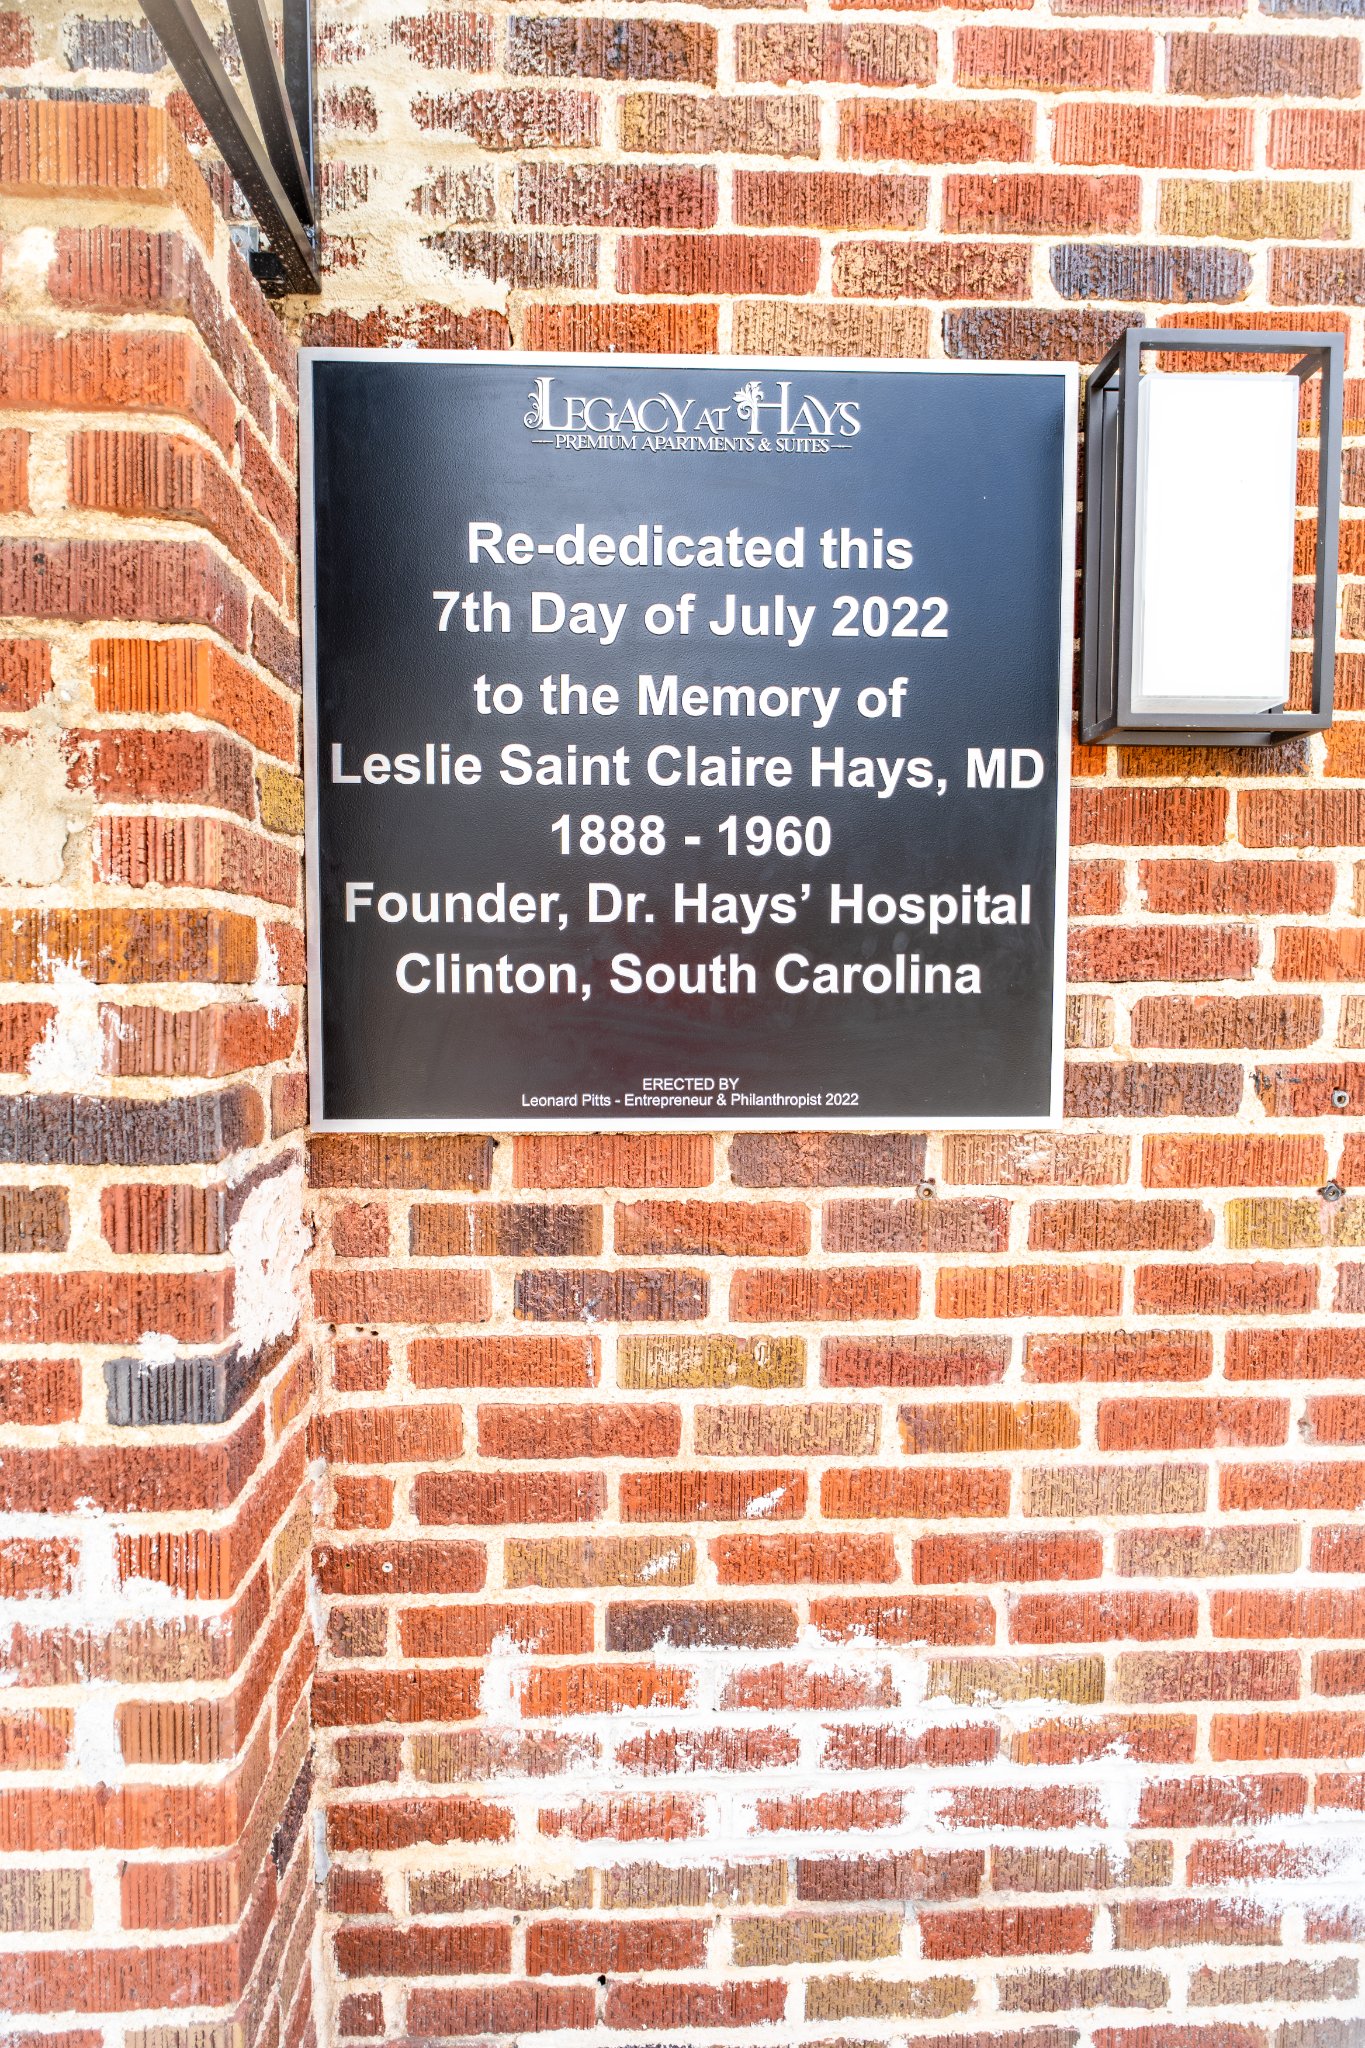 LEGACY AT HAYS
PREMIUM APARTMENTS & SUITES
Re-dedicated this
7th Day of July 2022
to the Memory of
Leslie Saint Claire Hays, MD
1888 - 1960
Founder, Dr. Hays’ Hospital
Clinton, South Carolina
ERECTED BY
Leonard Pitts - Entrepreneur & Philanthropist 2022